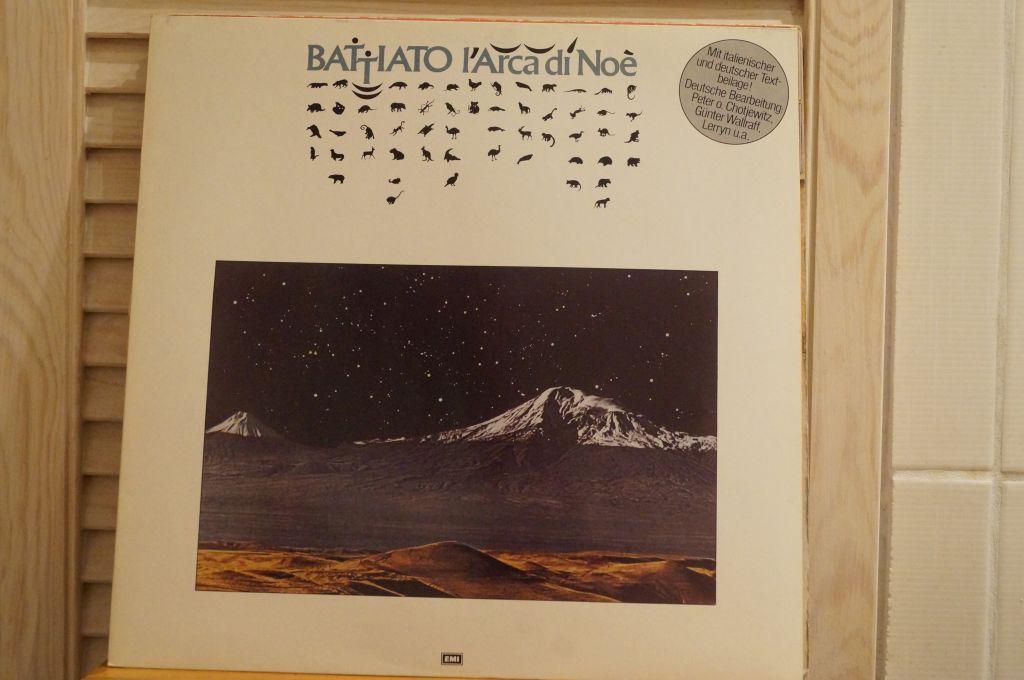 BATTIATO l'Arca di Noè
Mit italienischer
und deutscher Text-
beilage!
Deutsche Bearbeitung:
Peter o. Chotjewitz,
Günter Wallraff,
Lerryn u.a.
EMI